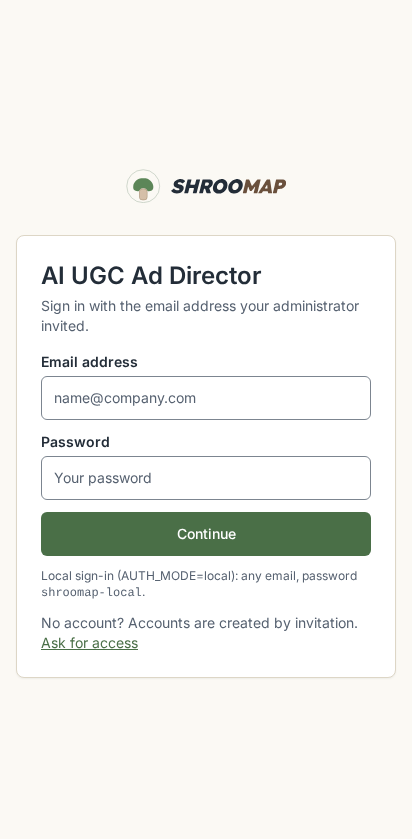 SHROOMAP
AI UGC Ad Director
Sign in with the email address your administrator
invited.
Email address
name@company.com
Password
Your password
Continue
Local sign-in (AUTH_MODE=local): any email, password
shroomap-local.
No account? Accounts are created by invitation.
Ask for access